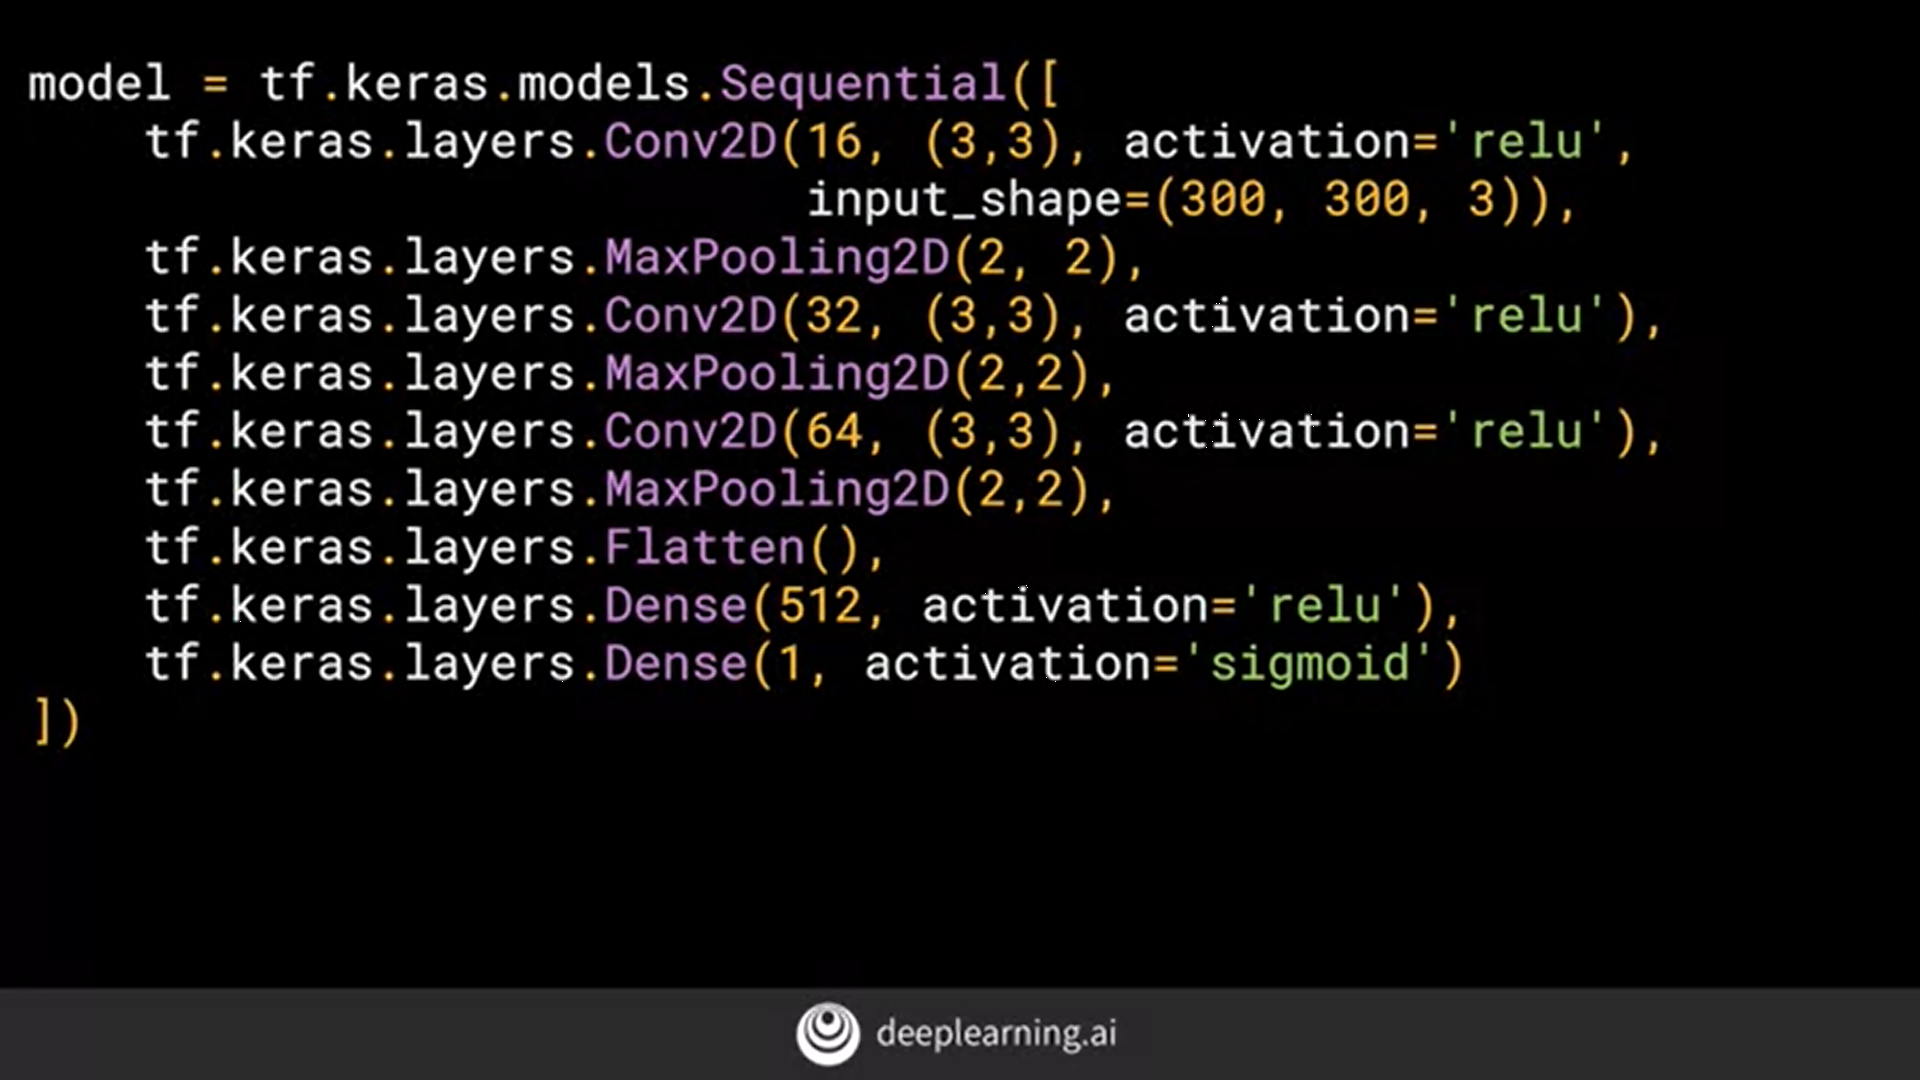 model = tf.keras.models.Sequential([
    tf.keras.layers.Conv2D(16, (3,3), activation='relu',
                           input_shape=(300, 300, 3)),
    tf.keras.layers.MaxPooling2D(2, 2),
    tf.keras.layers.Conv2D(32, (3,3), activation='relu'),
    tf.keras.layers.MaxPooling2D(2,2),
    tf.keras.layers.Conv2D(64, (3,3), activation='relu'),
    tf.keras.layers.MaxPooling2D(2,2),
    tf.keras.layers.Flatten(),
    tf.keras.layers.Dense(512, activation='relu'),
    tf.keras.layers.Dense(1, activation='sigmoid')
])
deeplearning.ai